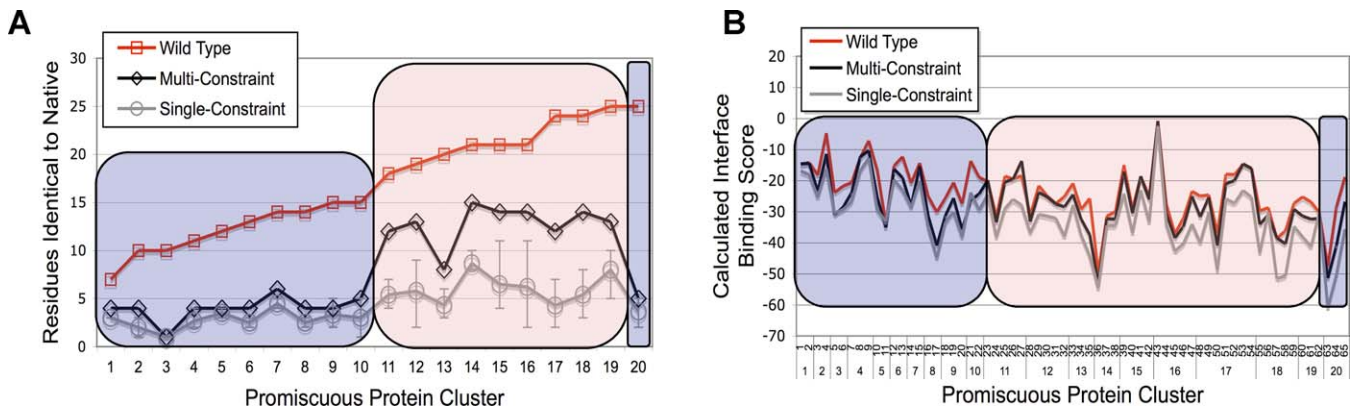 A
Wild Type
Multi-Constraint
Single-Constraint
Residues Identical to Native
30
25
20
15
10
5
0
1 2 3 4 5 6 7 8 9 10 11 12 13 14 15 16 17 18 19 20
Promiscuous Protein Cluster
B
Wild Type
Multi-Constraint
Single-Constraint
Calculated Interface
Binding Score
20
10
0
-10
-20
-30
-40
-50
-60
-70
1 2 3 4 5 6 7 8 9 10 11 12 13 14 15 16 17 18 19 20
Promiscuous Protein Cluster